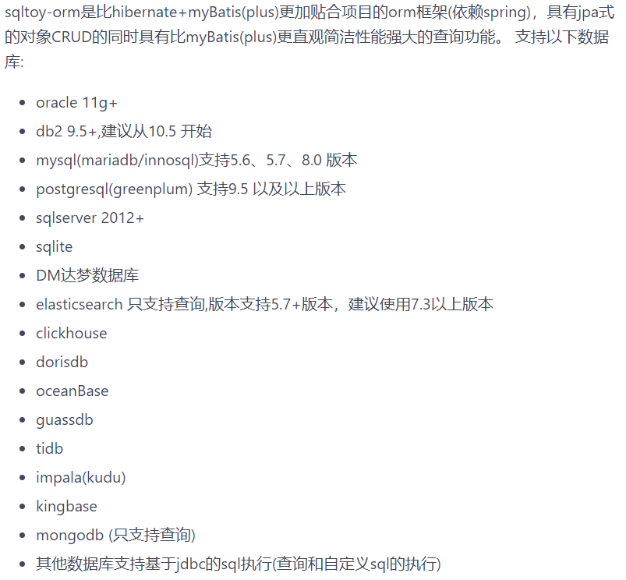 sqltoy-orm是比hibernate+myBatis(plus)更加贴合项目的orm框架(依赖spring)，具有jpa式
的对象CRUD的同时具有比myBatis(plus)更直观简洁性能强大的查询功能。 支持以下数据
库:
• oracle 11g+
• db2 9.5+,建议从10.5 开始
• mysql(mariadb/innosql)支持5.6、5.7、8.0 版本
• postgresql(greenplum) 支持9.5 以及以上版本
• sqlserver 2012+
• sqlite
• DM达梦数据库
• elasticsearch 只支持查询,版本支持5.7+版本，建议使用7.3以上版本
• clickhouse
• dorisdb
• oceanBase
• guassdb
• tidb
• impala(kudu)
• kingbase
• mongodb (只支持查询)
• 其他数据库支持基于jdbc的sql执行(查询和自定义sql的执行)